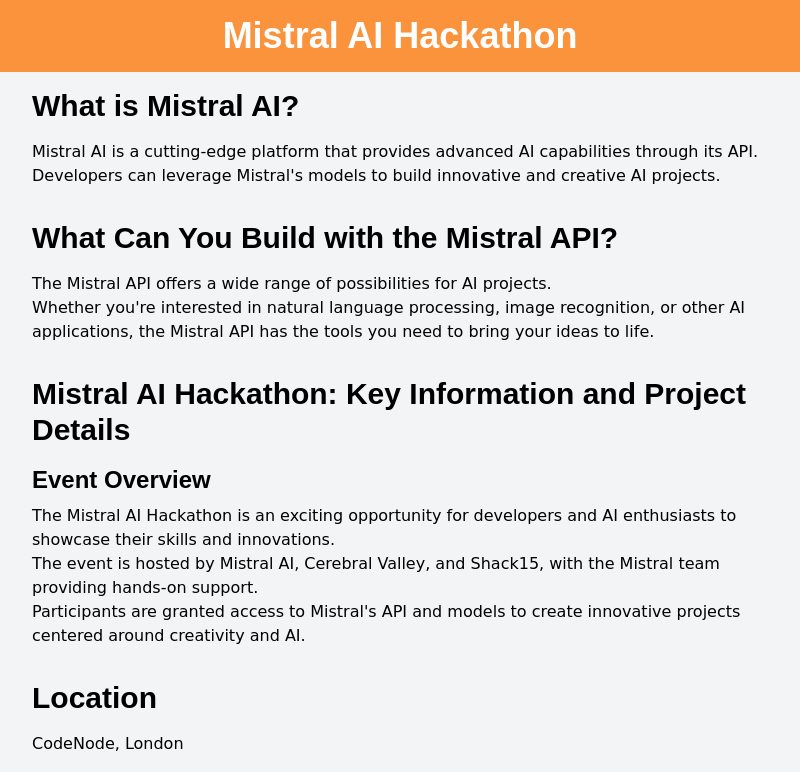 Mistral AI Hackathon
What is Mistral AI?
Mistral AI is a cutting-edge platform that provides advanced AI capabilities through its API.
Developers can leverage Mistral's models to build innovative and creative AI projects.
What Can You Build with the Mistral API?
The Mistral API offers a wide range of possibilities for AI projects.
Whether you're interested in natural language processing, image recognition, or other AI
applications, the Mistral API has the tools you need to bring your ideas to life.
Mistral AI Hackathon: Key Information and Project
Details
Event Overview
The Mistral AI Hackathon is an exciting opportunity for developers and AI enthusiasts to
showcase their skills and innovations.
The event is hosted by Mistral AI, Cerebral Valley, and Shack15, with the Mistral team
providing hands-on support.
Participants are granted access to Mistral's API and models to create innovative projects
centered around creativity and AI.
Location
CodeNode, London